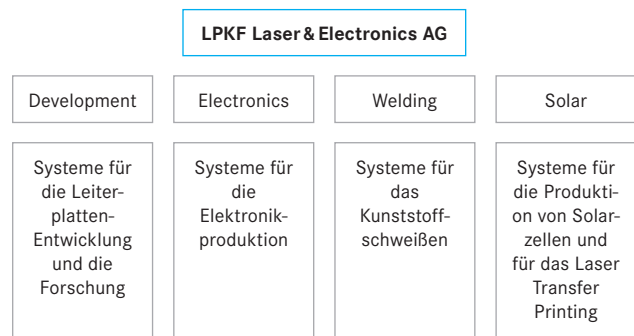 LPKF Laser & Electronics AG
Development
Electronics
Welding
Solar
Systeme für
die Leiter-
platten-
Entwicklung
und die
Forschung
Systeme für
die
Elektronik-
produktion
Systeme für
das
Kunststoff-
schweißen
Systeme für
die Produkti-
on von Solar-
zellen und
für das Laser
Transfer
Printing